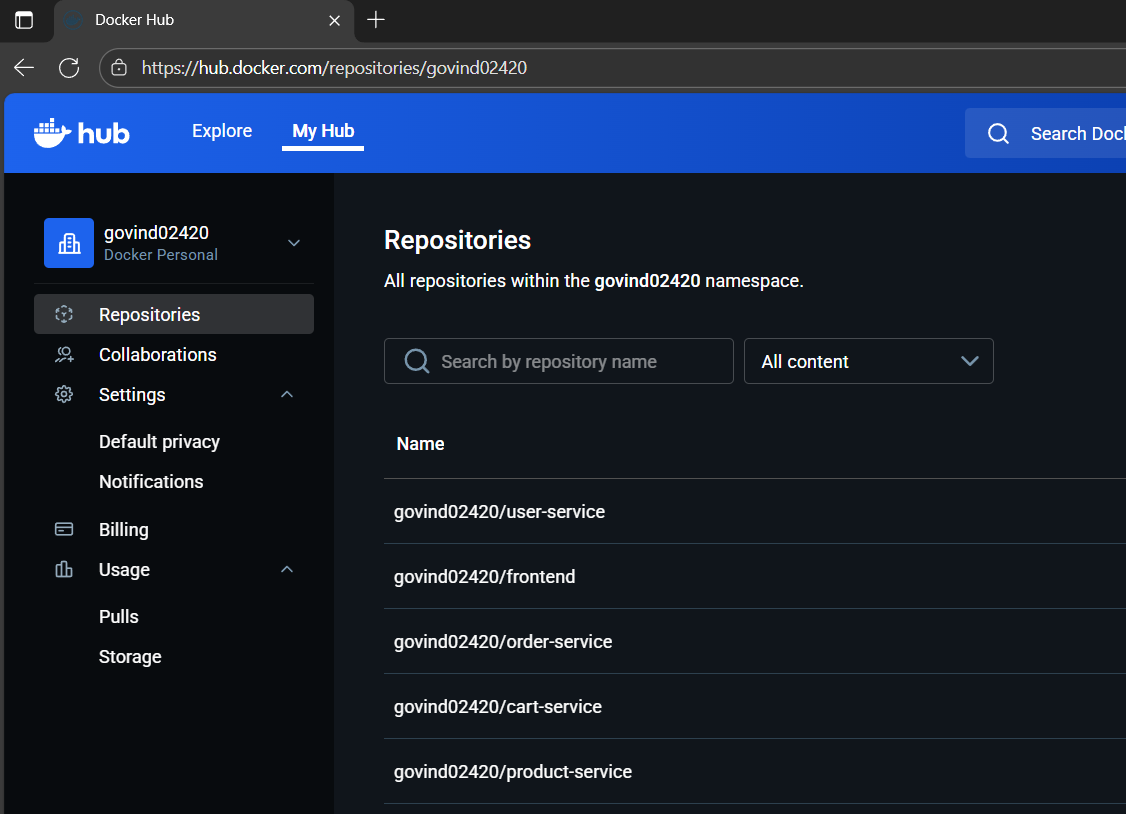 Docker Hub
https://hub.docker.com/repositories/govind02420
hub
Explore
My Hub
Search Doc
govind02420
Docker Personal
Repositories
Collaborations
Settings
Default privacy
Notifications
Billing
Usage
Pulls
Storage
Repositories
All repositories within the govind02420 namespace.
Search by repository name
All content
Name
govind02420/user-service
govind02420/frontend
govind02420/order-service
govind02420/cart-service
govind02420/product-service